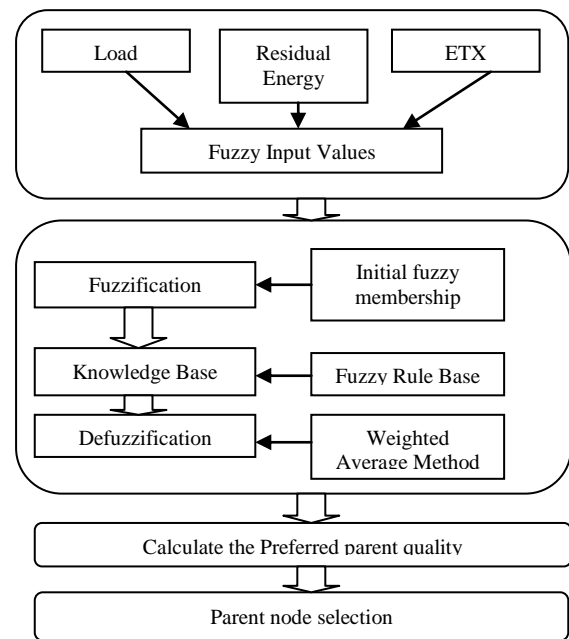 Load
Residual
Energy
ETX
Fuzzy Input Values
Fuzzification
Initial fuzzy
membership
Knowledge Base
Fuzzy Rule Base
Defuzzification
Weighted
Average Method
Calculate the Preferred parent quality
Parent node selection